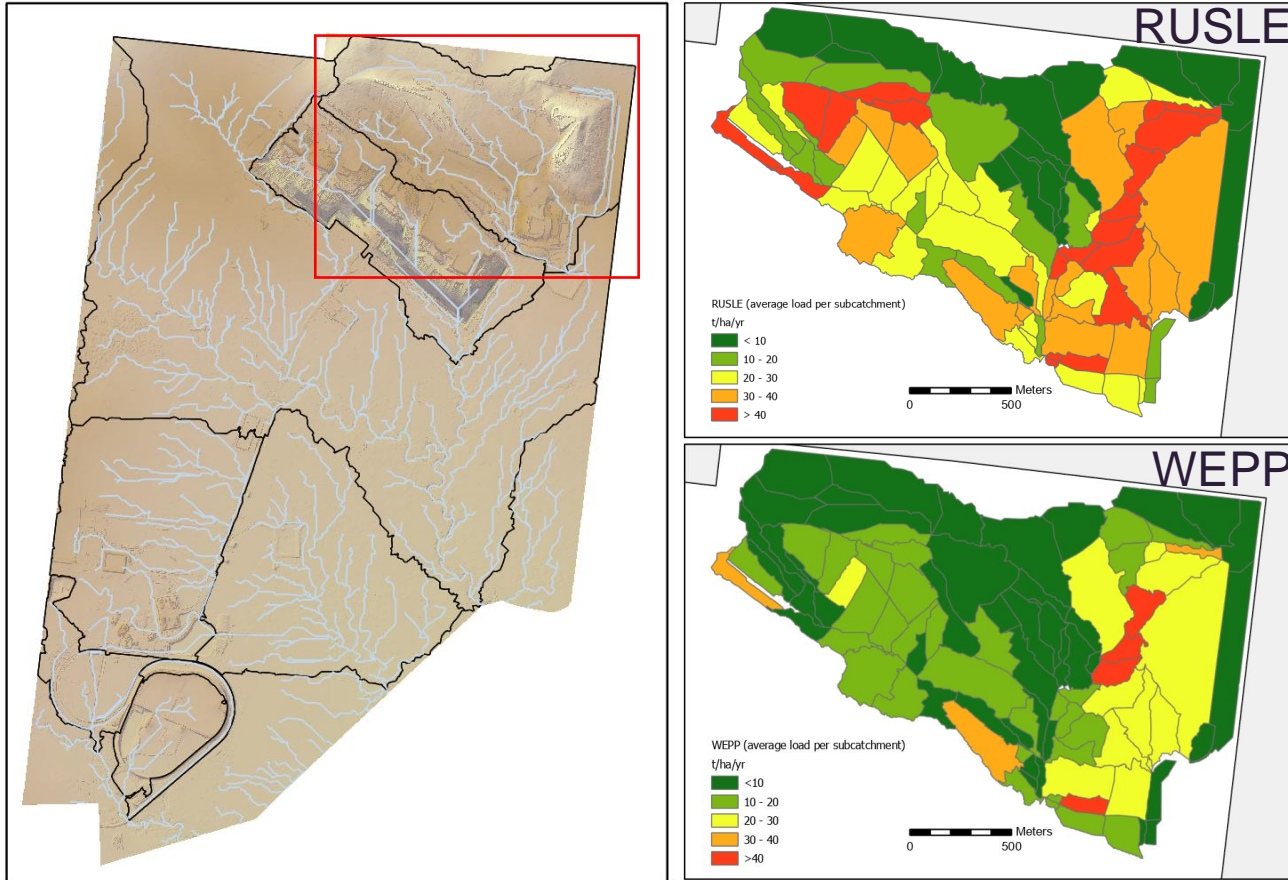 RUSLE
RUSLE (average load per subcatchment)
t/ha/yr
< 10
10 - 20
20 - 30
30 - 40
> 40
Meters
0 500
WEPP
WEPP (average load per subcatchment)
t/ha/yr
<10
10 - 20
20 - 30
30 - 40
>40
Meters
0 500